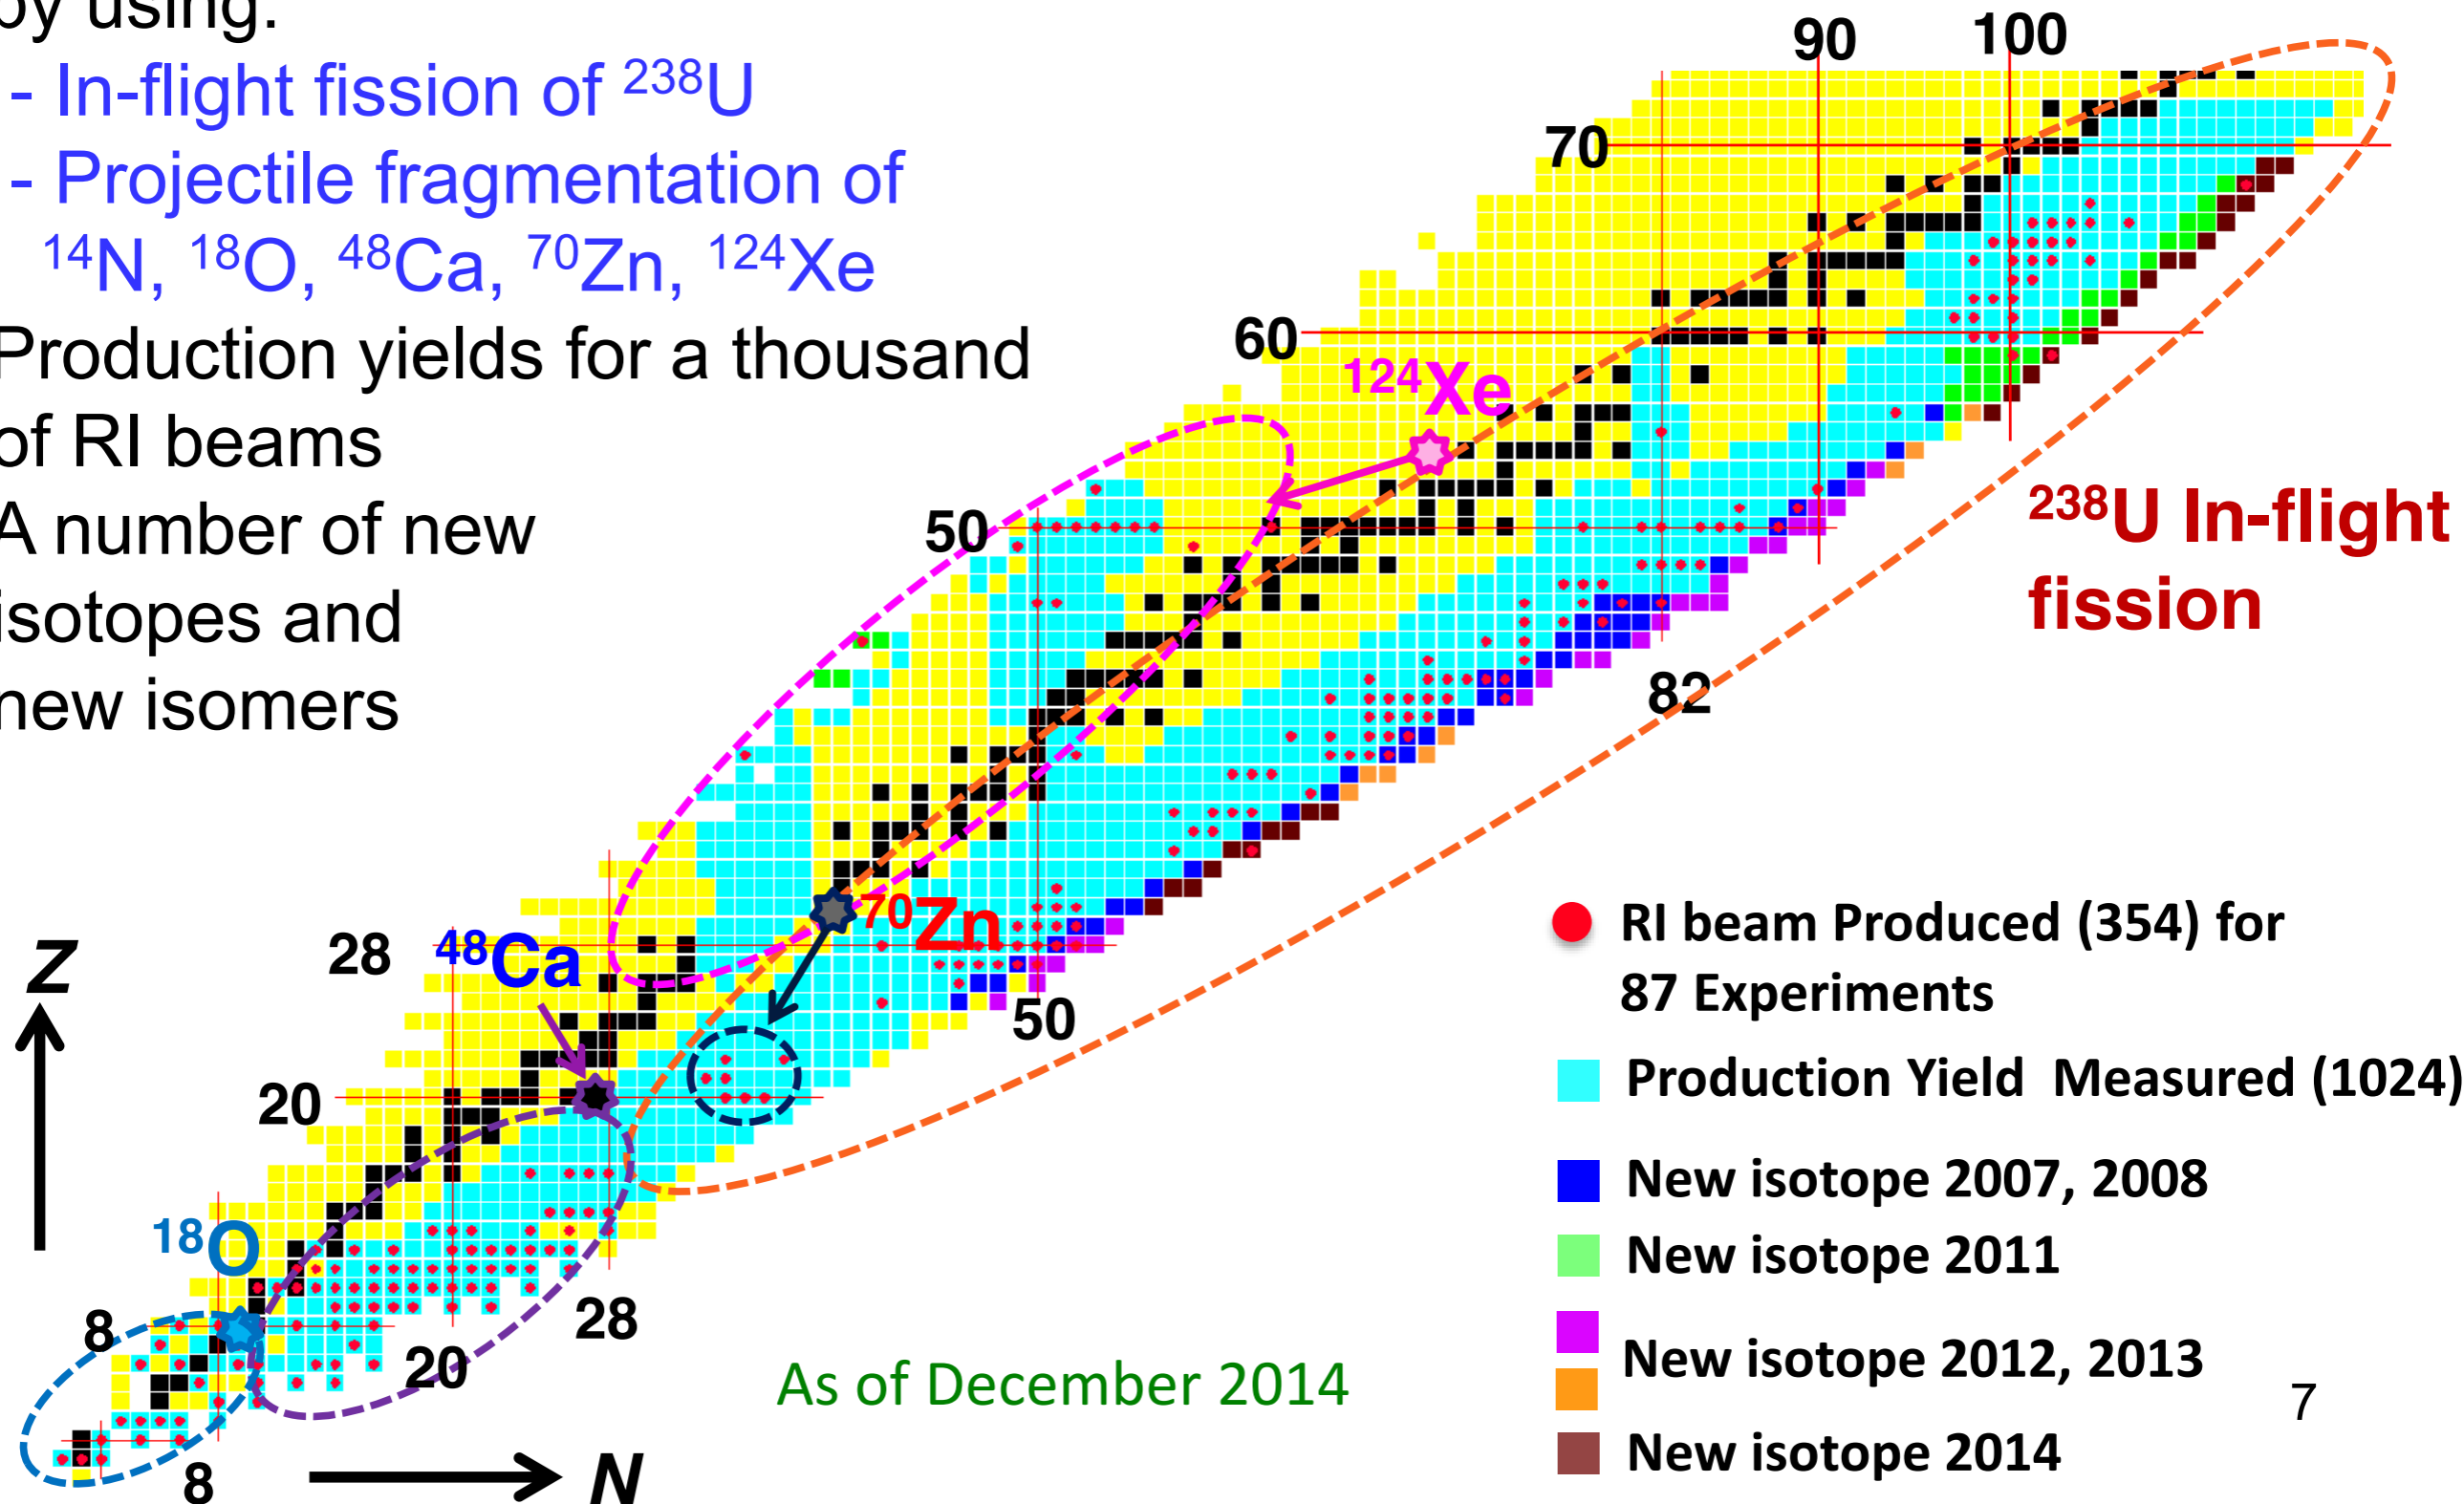 by using:
- In-flight fission of ²³⁸U
- Projectile fragmentation of
¹⁴N, ¹⁸O, ⁴⁸Ca, ⁷⁰Zn, ¹²⁴Xe
Production yields for a thousand
of RI beams
A number of new
isotopes and
new isomers
90
100
70
60
¹²⁴Xe
50
²³⁸U In-flight
fission
82
⁷⁰Zn
⁴⁸Ca
28
Z
50
20
¹⁸O
28
8
20
8
N
As of December 2014
RI beam Produced (354) for
87 Experiments
Production Yield  Measured (1024)
New isotope 2007, 2008
New isotope 2011
New isotope 2012, 2013
New isotope 2014
7